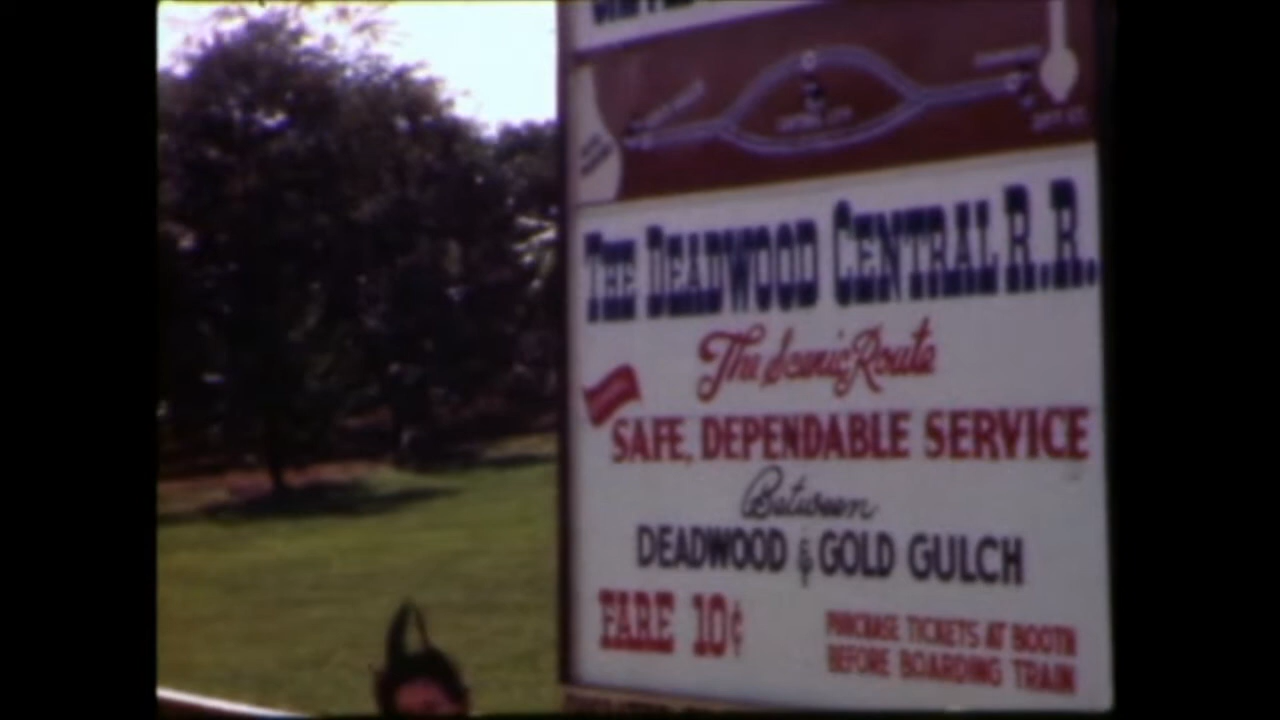 THE DEADWOOD CENTRAL R.R.
The Scenic Route
SAFE, DEPENDABLE SERVICE
Between
DEADWOOD & GOLD GULCH
FARE 10¢
PURCHASE TICKETS AT BOOTH
BEFORE BOARDING TRAIN